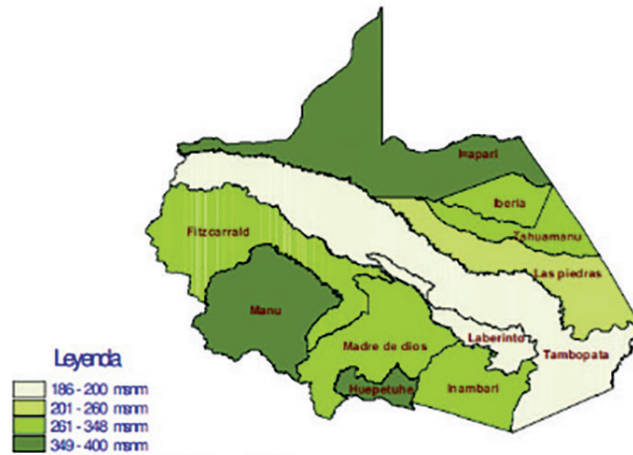 Inapari
Iberia
Tahuamanu
Fitzcarrald
Las piedras
Manu
Laberinto
Madre de dios
Tambopata
Huepetuhe
Inambari
Leyenda
186 - 200 msnm
201 - 260 msnm
261 - 348 msnm
349 - 400 msnm